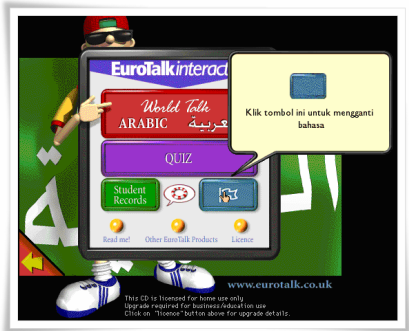 EuroTalk interac
Klik tombol ini untuk mengganti
bahasa
World Talk
ARABIC العربية
QUIZ
Student
Records
Read me! Other EuroTalk Products Licence
www.eurotalk.co.uk
This CD is licensed for home use only
Upgrade required for business/education use
Click on "licence" button above for upgrade details.